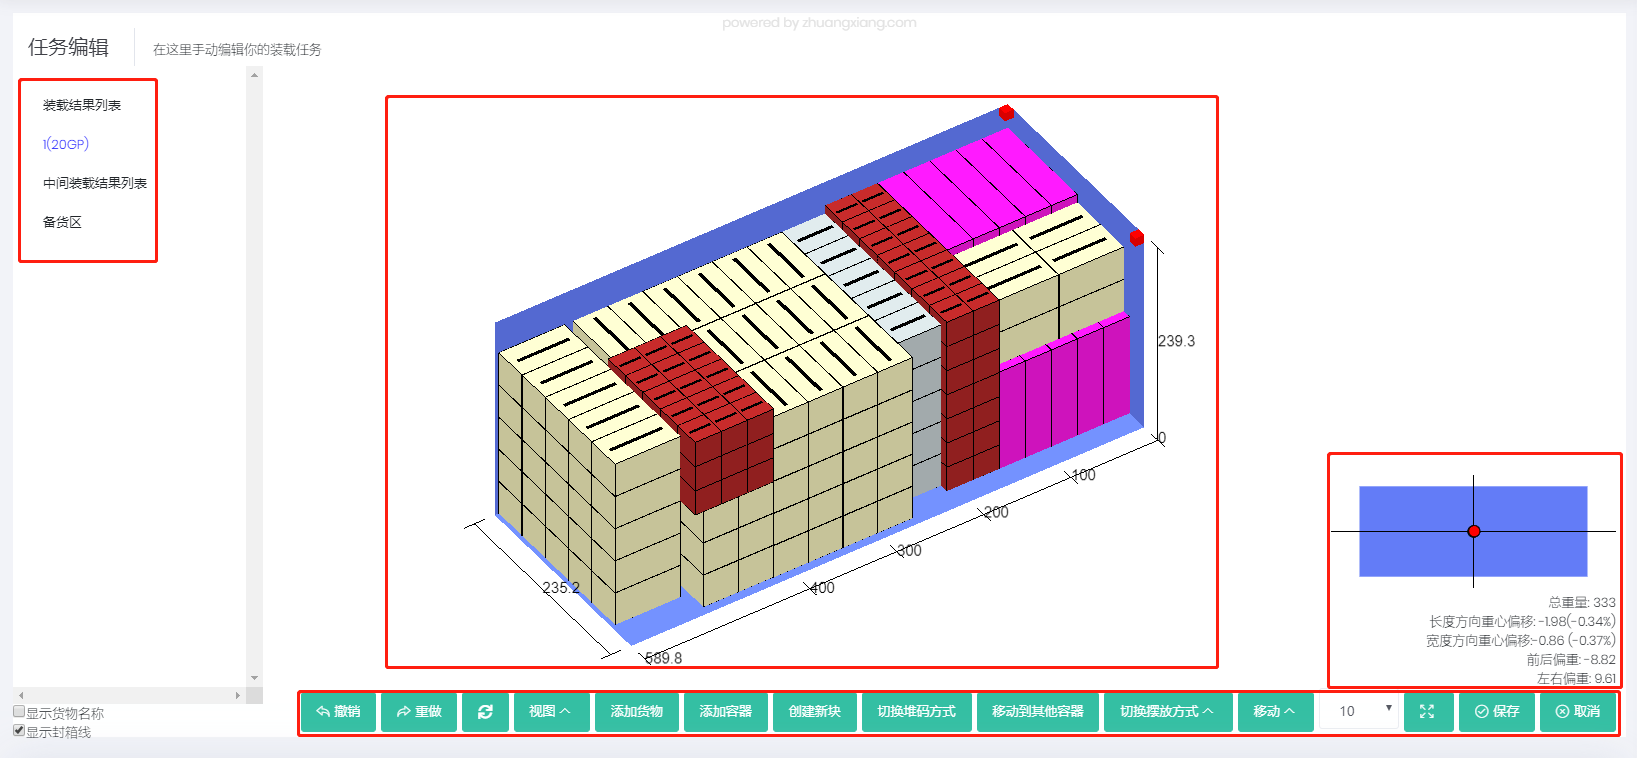 powered by zhuangxiang.com
任务编辑
在这里手动编辑你的装载任务
装载结果列表
1(20GP)
中间装载结果列表
备货区
239.3
0
100
200
300
400
589.8
235.2
总重量: 333
长度方向重心偏移: -1.98(-0.34%)
宽度方向重心偏移:-0.86 (-0.37%)
前后偏重: -8.82
左右偏重: 9.61
显示货物名称
显示封箱线
撤销
重做
视图
添加货物
添加容器
创建新块
切换堆码方式
移动到其他容器
切换摆放方式
移动
10
保存
取消